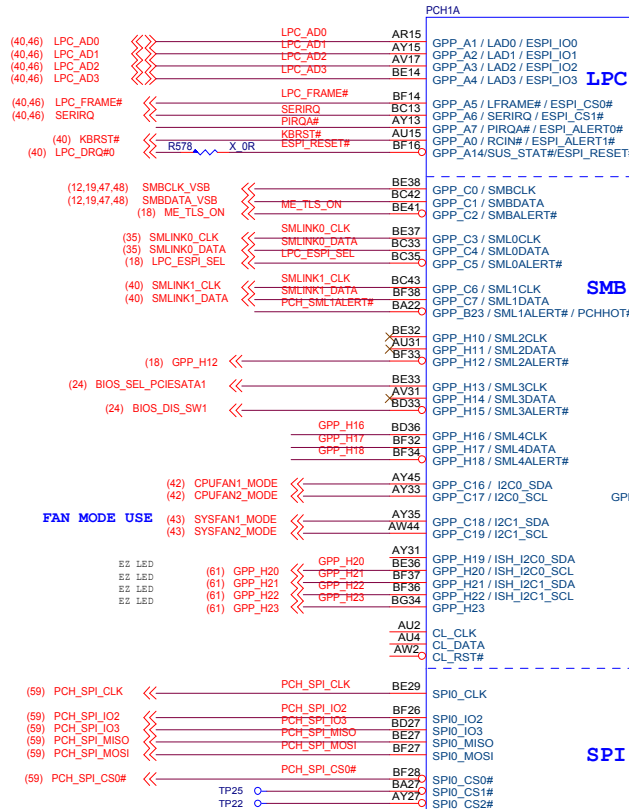 PCH1A
(40,46) LPC_AD0 LPC_AD0 AR15 GPP_A1 / LAD0 / ESPI_IO0
(40,46) LPC_AD1 LPC_AD1 AY15 GPP_A2 / LAD1 / ESPI_IO1
(40,46) LPC_AD2 LPC_AD2 AV17 GPP_A3 / LAD2 / ESPI_IO2
(40,46) LPC_AD3 LPC_AD3 BE14 GPP_A4 / LAD3 / ESPI_IO3
LPC
(40,46) LPC_FRAME# LPC_FRAME# BF14 GPP_A5 / LFRAME# / ESPI_CS0#
(40,46) SERIRQ SERIRQ BC13 GPP_A6 / SERIRQ / ESPI_CS1#
PIRQA# AY13 GPP_A7 / PIRQA# / ESPI_ALERT0#
(40) KBRST# KBRST# AU15 GPP_A0 / RCIN# / ESPI_ALERT1#
(40) LPC_DRQ#0 R578 X_0R ESPI_RESET# BF16 GPP_A14/SUS_STAT#/ESPI_RESET
(12,19,47,48) SMBCLK_VSB BE38 GPP_C0 / SMBCLK
(12,19,47,48) SMBDATA_VSB BC42 GPP_C1 / SMBDATA
(18) ME_TLS_ON ME_TLS_ON BE41 GPP_C2 / SMBALERT#
(35) SMLINK0_CLK SMLINK0_CLK BE37 GPP_C3 / SML0CLK
(35) SMLINK0_DATA SMLINK0_DATA BC33 GPP_C4 / SML0DATA
(18) LPC_ESPI_SEL LPC_ESPI_SEL BC35 GPP_C5 / SML0ALERT#
(40) SMLINK1_CLK SMLINK1_CLK BC43 GPP_C6 / SML1CLK
(40) SMLINK1_DATA SMLINK1_DATA BF38 GPP_C7 / SML1DATA
SMB
PCH_SML1ALERT# BA22 GPP_B23 / SML1ALERT# / PCHHOT#
BE32 GPP_H10 / SML2CLK
AU31 GPP_H11 / SML2DATA
(18) GPP_H12 BF33 GPP_H12 / SML2ALERT#
(24) BIOS_SEL_PCIESATA1 BE33 GPP_H13 / SML3CLK
AV31 GPP_H14 / SML3DATA
(24) BIOS_DIS_SW1 BD33 GPP_H15 / SML3ALERT#
GPP_H16 BD36 GPP_H16 / SML4CLK
GPP_H17 BF32 GPP_H17 / SML4DATA
GPP_H18 BF34 GPP_H18 / SML4ALERT#
(42) CPUFAN1_MODE AY45 GPP_C16 / I2C0_SDA
(42) CPUFAN2_MODE AY33 GPP_C17 / I2C0_SCL GP
FAN MODE USE
(43) SYSFAN1_MODE AY35 GPP_C18 / I2C1_SDA
(43) SYSFAN2_MODE AW44 GPP_C19 / I2C1_SCL
AY31 GPP_H19 / ISH_I2C0_SDA
EZ LED (61) GPP_H20 GPP_H20 BE36 GPP_H20 / ISH_I2C0_SCL
EZ LED (61) GPP_H21 GPP_H21 BF37 GPP_H21 / ISH_I2C1_SDA
EZ LED (61) GPP_H22 GPP_H22 BF36 GPP_H22 / ISH_I2C1_SCL
EZ LED (61) GPP_H23 GPP_H23 BG34 GPP_H23
AU2 CL_CLK
AU4 CL_DATA
AW2 CL_RST#
(59) PCH_SPI_CLK PCH_SPI_CLK BE29 SPI0_CLK
(59) PCH_SPI_IO2 PCH_SPI_IO2 BF26 SPI0_IO2
(59) PCH_SPI_IO3 PCH_SPI_IO3 BD27 SPI0_IO3
(59) PCH_SPI_MISO PCH_SPI_MISO BE27 SPI0_MISO
(59) PCH_SPI_MOSI PCH_SPI_MOSI BF27 SPI0_MOSI
SPI
(59) PCH_SPI_CS0# PCH_SPI_CS0# BF28 SPI0_CS0#
TP25 BA27 SPI0_CS1#
TP22 AY27 SPI0_CS2#